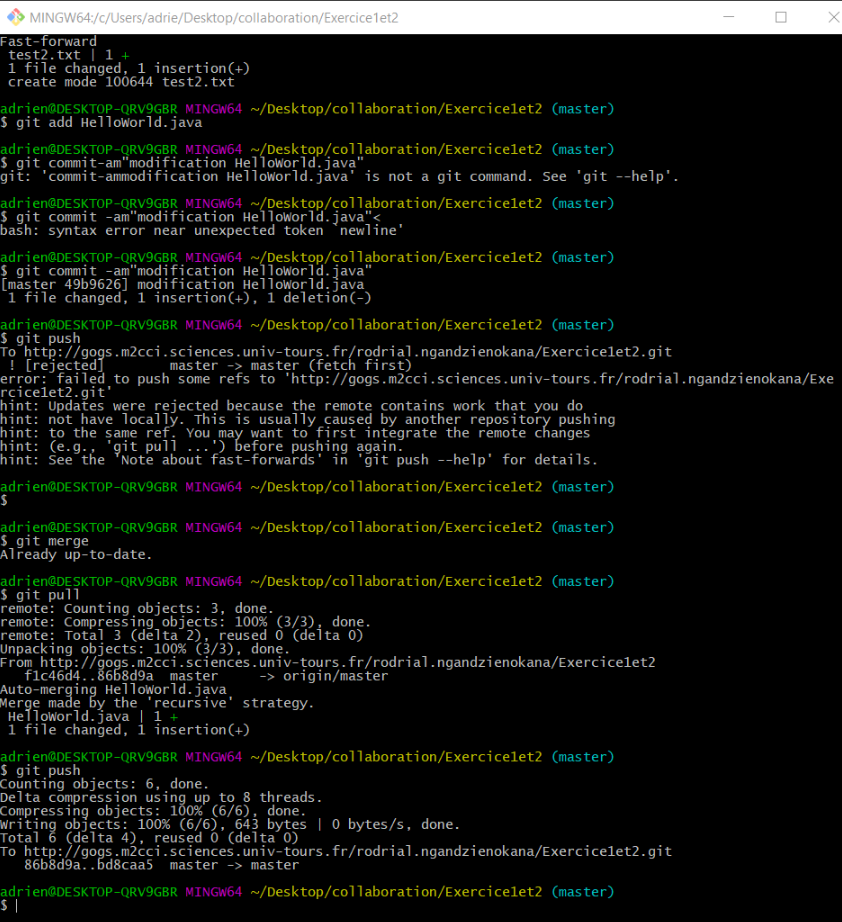 MINGW64:/c/Users/adrie/Desktop/collaboration/Exercice1et2
Fast-forward
 test2.txt | 1 +
 1 file changed, 1 insertion(+)
 create mode 100644 test2.txt
adrien@DESKTOP-QRV9GBR MINGW64 ~/Desktop/collaboration/Exercice1et2 (master)
$ git add HelloWorld.java
adrien@DESKTOP-QRV9GBR MINGW64 ~/Desktop/collaboration/Exercice1et2 (master)
$ git commit-am"modification HelloWorld.java"
git: 'commit-ammodification HelloWorld.java' is not a git command. See 'git --help'.
adrien@DESKTOP-QRV9GBR MINGW64 ~/Desktop/collaboration/Exercice1et2 (master)
$ git commit -am"modification HelloWorld.java"<
bash: syntax error near unexpected token `newline'
adrien@DESKTOP-QRV9GBR MINGW64 ~/Desktop/collaboration/Exercice1et2 (master)
$ git commit -am"modification HelloWorld.java"
[master 49b9626] modification HelloWorld.java
 1 file changed, 1 insertion(+), 1 deletion(-)
adrien@DESKTOP-QRV9GBR MINGW64 ~/Desktop/collaboration/Exercice1et2 (master)
$ git push
To http://gogs.m2cci.sciences.univ-tours.fr/rodrial.ngandzienokana/Exercice1et2.git
 ! [rejected]        master -> master (fetch first)
error: failed to push some refs to 'http://gogs.m2cci.sciences.univ-tours.fr/rodrial.ngandzienokana/Exe
rcice1et2.git'
hint: Updates were rejected because the remote contains work that you do
hint: not have locally. This is usually caused by another repository pushing
hint: to the same ref. You may want to first integrate the remote changes
hint: (e.g., 'git pull ...') before pushing again.
hint: See the 'Note about fast-forwards' in 'git push --help' for details.
adrien@DESKTOP-QRV9GBR MINGW64 ~/Desktop/collaboration/Exercice1et2 (master)
$
adrien@DESKTOP-QRV9GBR MINGW64 ~/Desktop/collaboration/Exercice1et2 (master)
$ git merge
Already up-to-date.
adrien@DESKTOP-QRV9GBR MINGW64 ~/Desktop/collaboration/Exercice1et2 (master)
$ git pull
remote: Counting objects: 3, done.
remote: Compressing objects: 100% (3/3), done.
remote: Total 3 (delta 2), reused 0 (delta 0)
Unpacking objects: 100% (3/3), done.
From http://gogs.m2cci.sciences.univ-tours.fr/rodrial.ngandzienokana/Exercice1et2
   f1c46d4..86b8d9a  master     -> origin/master
Auto-merging HelloWorld.java
Merge made by the 'recursive' strategy.
 HelloWorld.java | 1 +
 1 file changed, 1 insertion(+)
adrien@DESKTOP-QRV9GBR MINGW64 ~/Desktop/collaboration/Exercice1et2 (master)
$ git push
Counting objects: 6, done.
Delta compression using up to 8 threads.
Compressing objects: 100% (6/6), done.
Writing objects: 100% (6/6), 643 bytes | 0 bytes/s, done.
Total 6 (delta 4), reused 0 (delta 0)
To http://gogs.m2cci.sciences.univ-tours.fr/rodrial.ngandzienokana/Exercice1et2.git
   86b8d9a..bd8caa5  master -> master
adrien@DESKTOP-QRV9GBR MINGW64 ~/Desktop/collaboration/Exercice1et2 (master)
$